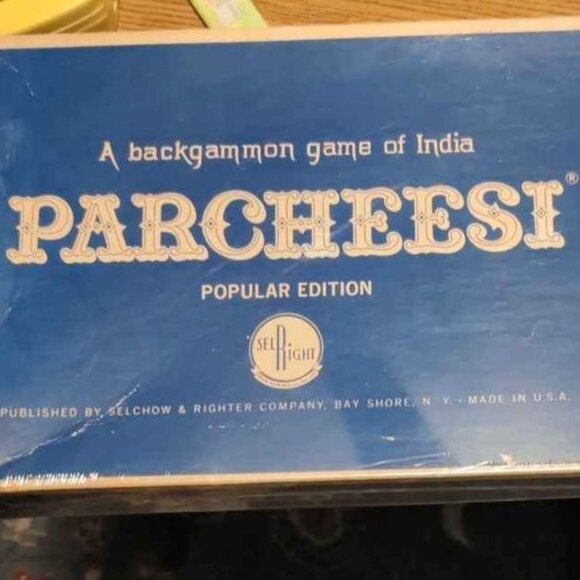 A backgammon game of India
PARCHEESI®
POPULAR EDITION
SELRIGHT
PUBLISHED BY SELCHOW & RIGHTER COMPANY, BAY SHORE, N. Y. - MADE IN U.S.A.